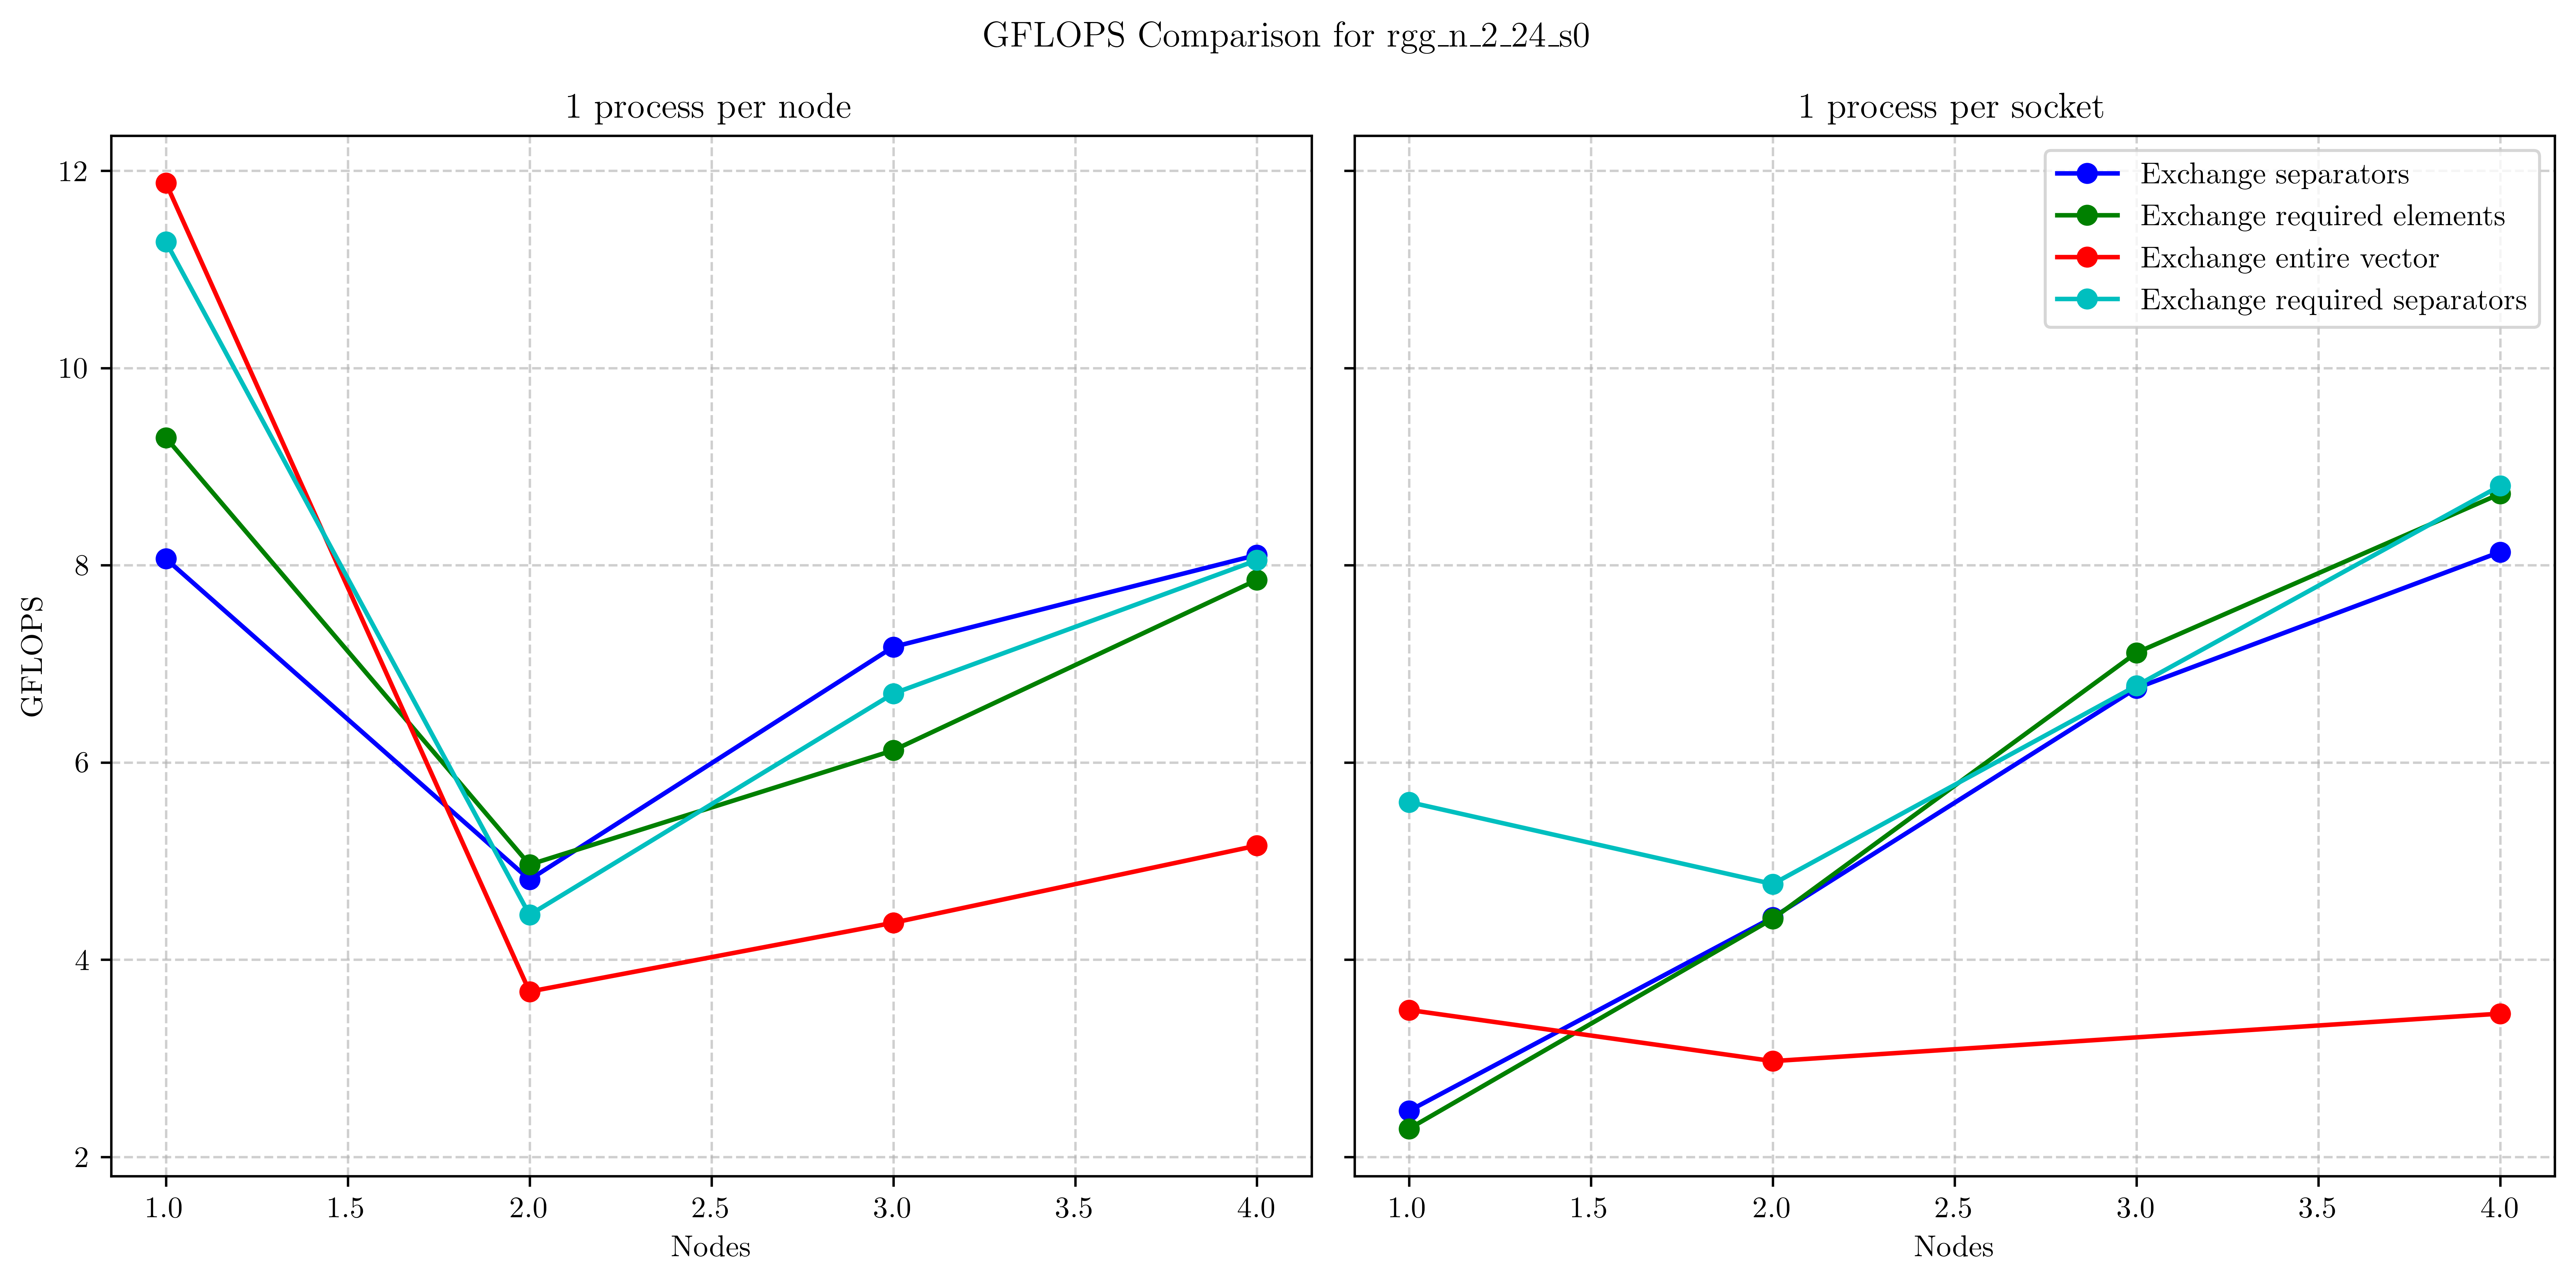 GFLOPS Comparison for rgg_n_2_24_s0
1 process per node
GFLOPS
12
10
8
6
4
2
1.0 1.5 2.0 2.5 3.0 3.5 4.0
Nodes
1 process per socket
Exchange separators
Exchange required elements
Exchange entire vector
Exchange required separators
1.0 1.5 2.0 2.5 3.0 3.5 4.0
Nodes